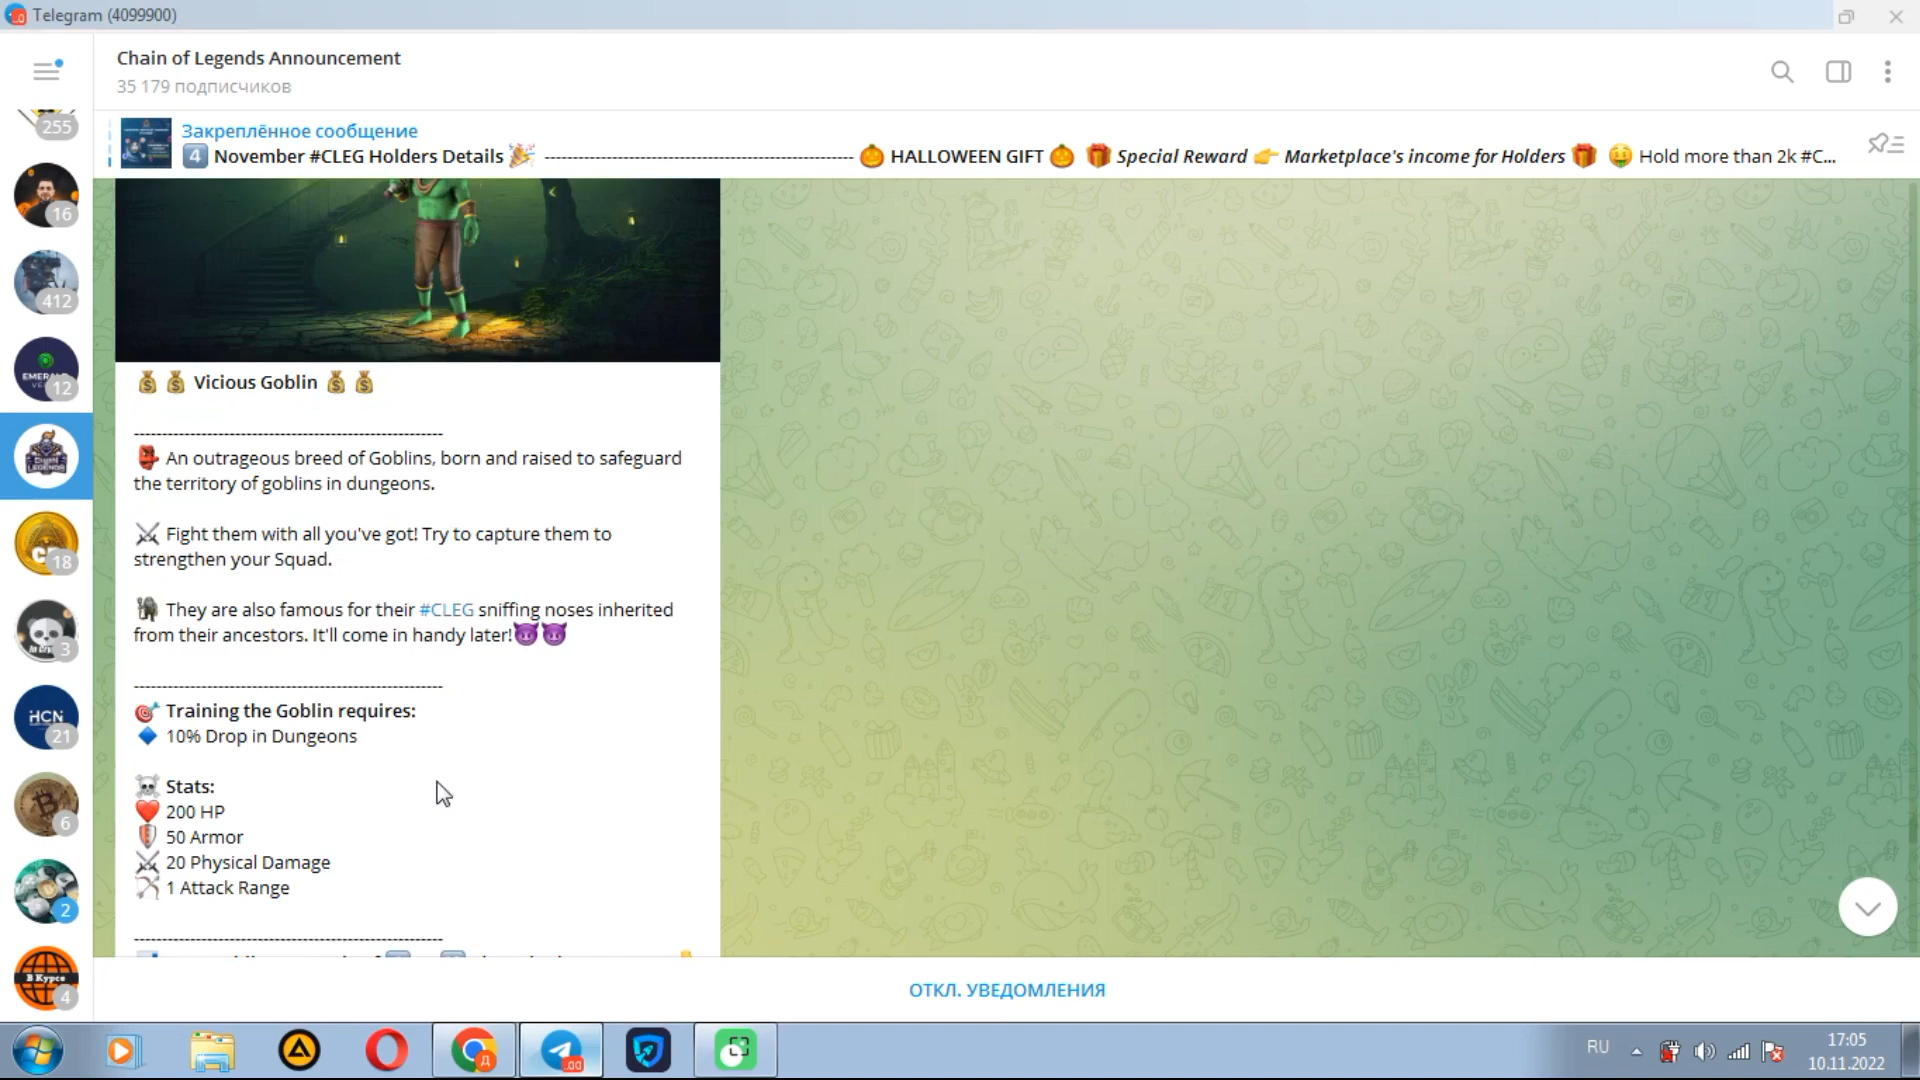 Telegram (4099900)
Chain of Legends Announcement
35 179 подписчиков
Закреплённое сообщение
4 November #CLEG Holders Details 🎉 ------------------------------------------------------- 🎃 HALLOWEEN GIFT 🎃 🎁 Special Reward 👉 Marketplace's income for Holders 🎁 🤑 Hold more than 2k #C...
255
16
412
EMERALD
12
CHAIN
LEGENDS
18
3
HCN
21
6
2
В Курсе
4
💰 💰 Vicious Goblin 💰 💰
-------------------------------------------------------
👺 An outrageous breed of Goblins, born and raised to safeguard
the territory of goblins in dungeons.
⚔ Fight them with all you've got! Try to capture them to
strengthen your Squad.
🦍 They are also famous for their #CLEG sniffing noses inherited
from their ancestors. It'll come in handy later!😈😈
-------------------------------------------------------
🎯 Training the Goblin requires:
🔷 10% Drop in Dungeons
☠ Stats:
❤ 200 HP
🛡 50 Armor
⚔ 20 Physical Damage
🏹 1 Attack Range
-------------------------------------------------------
ОТКЛ. УВЕДОМЛЕНИЯ
Д
RU
17:05
10.11.2022